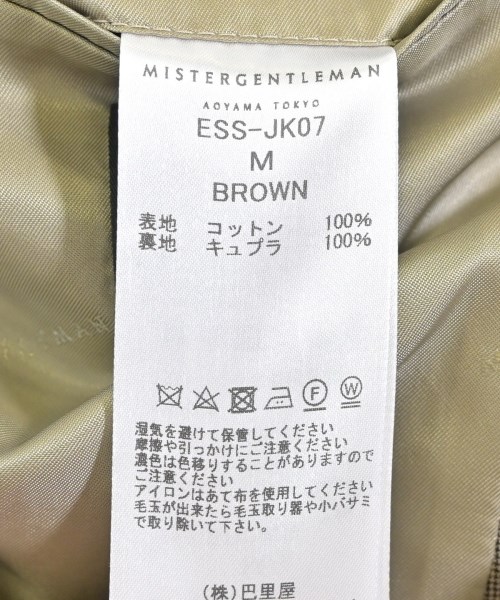 MISTERGENTLEMAN
AOYAMA TOKYO
ESS-JK07
M
BROWN
表地 コットン 100%
裏地 キュプラ 100%
F W
湿気を避けて保管してください
摩擦や引っかけにご注意ください
濃色は色移りすることがありますので
ご注意ください
アイロンはあて布を使用してください
毛玉が出来たら毛玉取り器や小バサミ
で取り除いて下さい。
(株)巴里屋